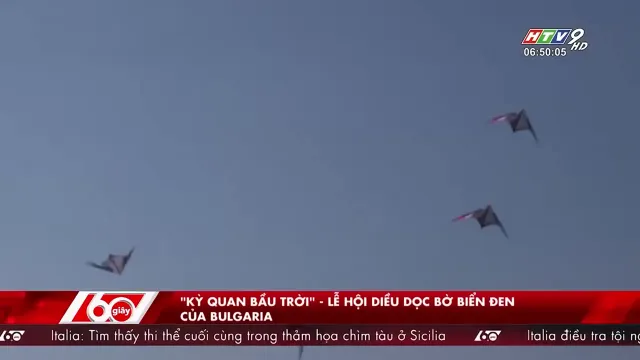 HTV9 HD
06:50:05
60 giây
"KỲ QUAN BẦU TRỜI" - LỄ HỘI DIỀU DỌC BỜ BIỂN ĐEN
CỦA BULGARIA
Italia: Tìm thấy thi thể cuối cùng trong thảm họa chìm tàu ở Sicilia 60 Italia điều tra tội n